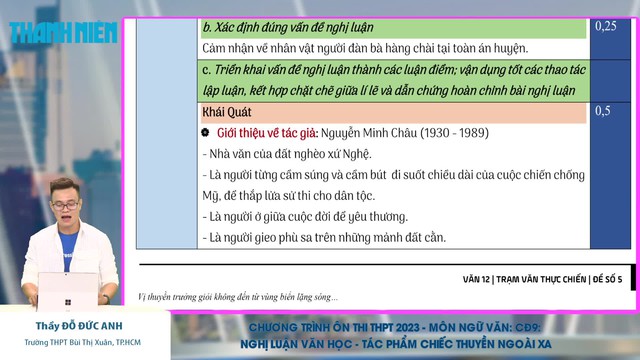 THANH NIÊN
b. Xác định đúng vấn đề nghị luận
0,25
Cảm nhận về nhân vật người đàn bà hàng chài tại toàn án huyện.
c. Triển khai vấn đề nghị luận thành các luận điểm; vận dụng tốt các thao tác
lập luận, kết hợp chặt chẽ giữa lí lẽ và dẫn chứng hoàn chỉnh bài nghị luận
Khái Quát
0,5
Giới thiệu về tác giả: Nguyễn Minh Châu (1930 - 1989)
- Nhà văn của đất nghèo xứ Nghệ.
- Là người từng cầm súng và cầm bút đi suốt chiều dài của cuộc chiến chống
Mỹ, để thắp lửa sử thi cho dân tộc.
- Là người ở giữa cuộc đời để yêu thương.
- Là người gieo phù sa trên những mảnh đất cằn.
VĂN 12 | TRẠM VĂN THỰC CHIẾN | ĐỀ SỐ 5
Vị thuyền trưởng giỏi không đến từ vùng biển lặng sóng…
Thầy ĐỖ ĐỨC ANH
Trường THPT Bùi Thị Xuân, TP.HCM
CHƯƠNG TRÌNH ÔN THI THPT 2023 - MÔN NGỮ VĂN: CĐ9:
NGHỊ LUẬN VĂN HỌC - TÁC PHẨM CHIẾC THUYỀN NGOÀI XA